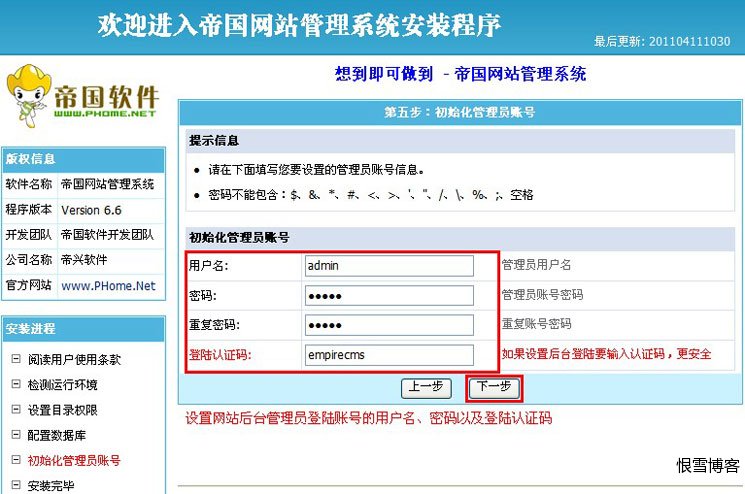 欢迎进入帝国网站管理系统安装程序
最后更新: 201104111030
帝国软件
WWW.PHOME.NET
想到即可做到 - 帝国网站管理系统
版权信息
软件名称 帝国网站管理系统
程序版本 Version 6.6
开发团队 帝国软件开发团队
公司名称 帝兴软件
官方网站 www.PHome.Net
安装进程
阅读用户使用条款
检测运行环境
设置目录权限
配置数据库
初始化管理员账号
安装完毕
第五步：初始化管理员账号
提示信息
• 请在下面填写您要设置的管理员账号信息。
• 密码不能包含：$、&、*、#、<、>、'、"、/、\、%、;、空格
初始化管理员账号
用户名: admin 管理员用户名
密码: ●●●●● 管理员账号密码
重复密码: ●●●●● 重复账号密码
登陆认证码: empirecms 如果设置后台登陆要输入认证码，更安全
上一步 下一步
设置网站后台管理员登陆账号的用户名、密码以及登陆认证码
恨雪博客